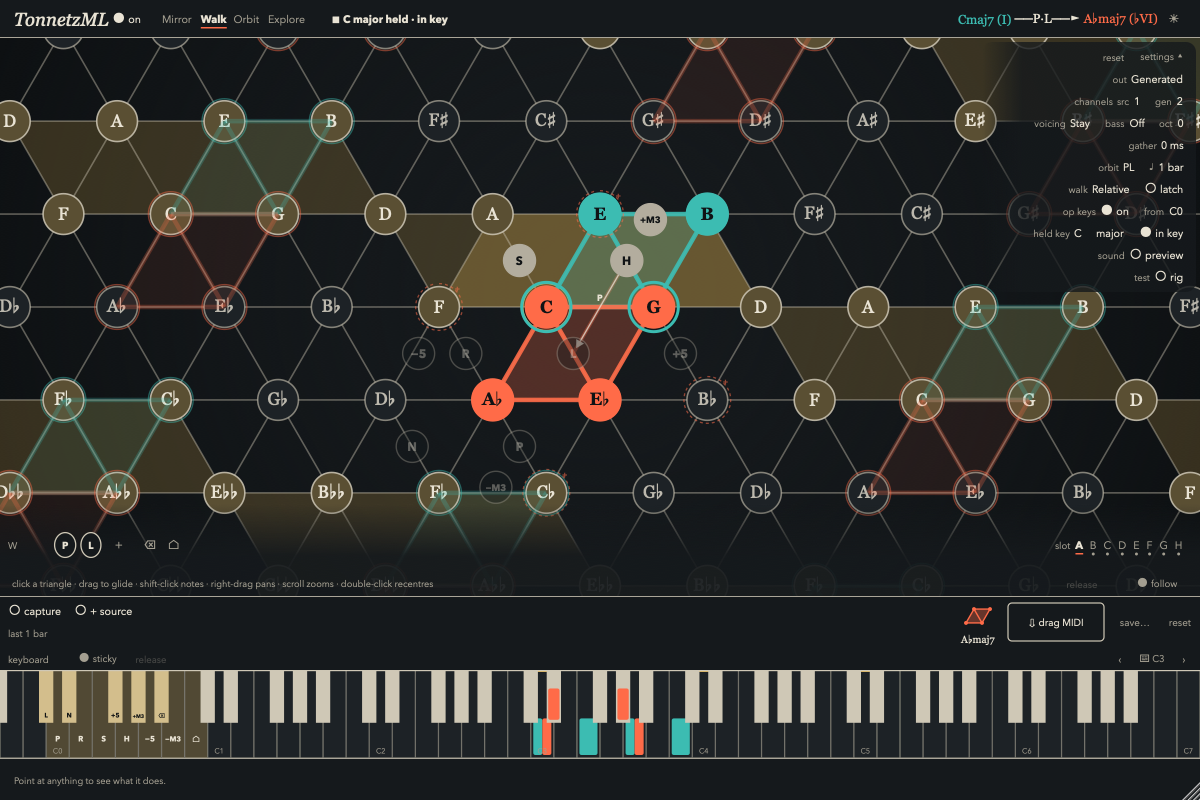 TonnetzML on Mirror Walk Orbit Explore ■ C major held · in key Cmaj7 (I) —P·L—► A♭maj7 (♭VI) ☀
reset settings ^
out Generated
D A E B F♯ C♯ G♯ D♯ A♯ E♯ channels src 1 gen 2
voicing Stay bass Off oct 0
gather 0 ms
orbit PL ♩ 1 bar
walk Relative latch
F C G D A E +M3 B F♯ C♯ G♯ D♯ op keys on from C0
held key C major in key
S H sound preview
test rig
D♭ A♭ E♭ B♭ F C P G D A E B F♯
−5 R L +5
F♭ C♭ G♭ D♭ A♭ E♭ B♭ F C G D
N P
D♭♭ A♭♭ E♭♭ B♭♭ F♭ −M3 C♭ G♭ D♭ A♭ E♭ B♭ F
W P L + slot A B C D E F G H
click a triangle · drag to glide · shift-click notes · right-drag pans · scroll zooms · double-click recentres release follow
A♭♭ E♭♭ B♭♭ F♭ C♭ G♭
capture + source
last 1 bar
A♭maj7 ⇩ drag MIDI save… reset
keyboard sticky release ‹ C3 ›
L N +5 +M3 ⌫
P R S H −5 −M3
C0 C1 C2 C4 C5 C6 C7
Point at anything to see what it does.